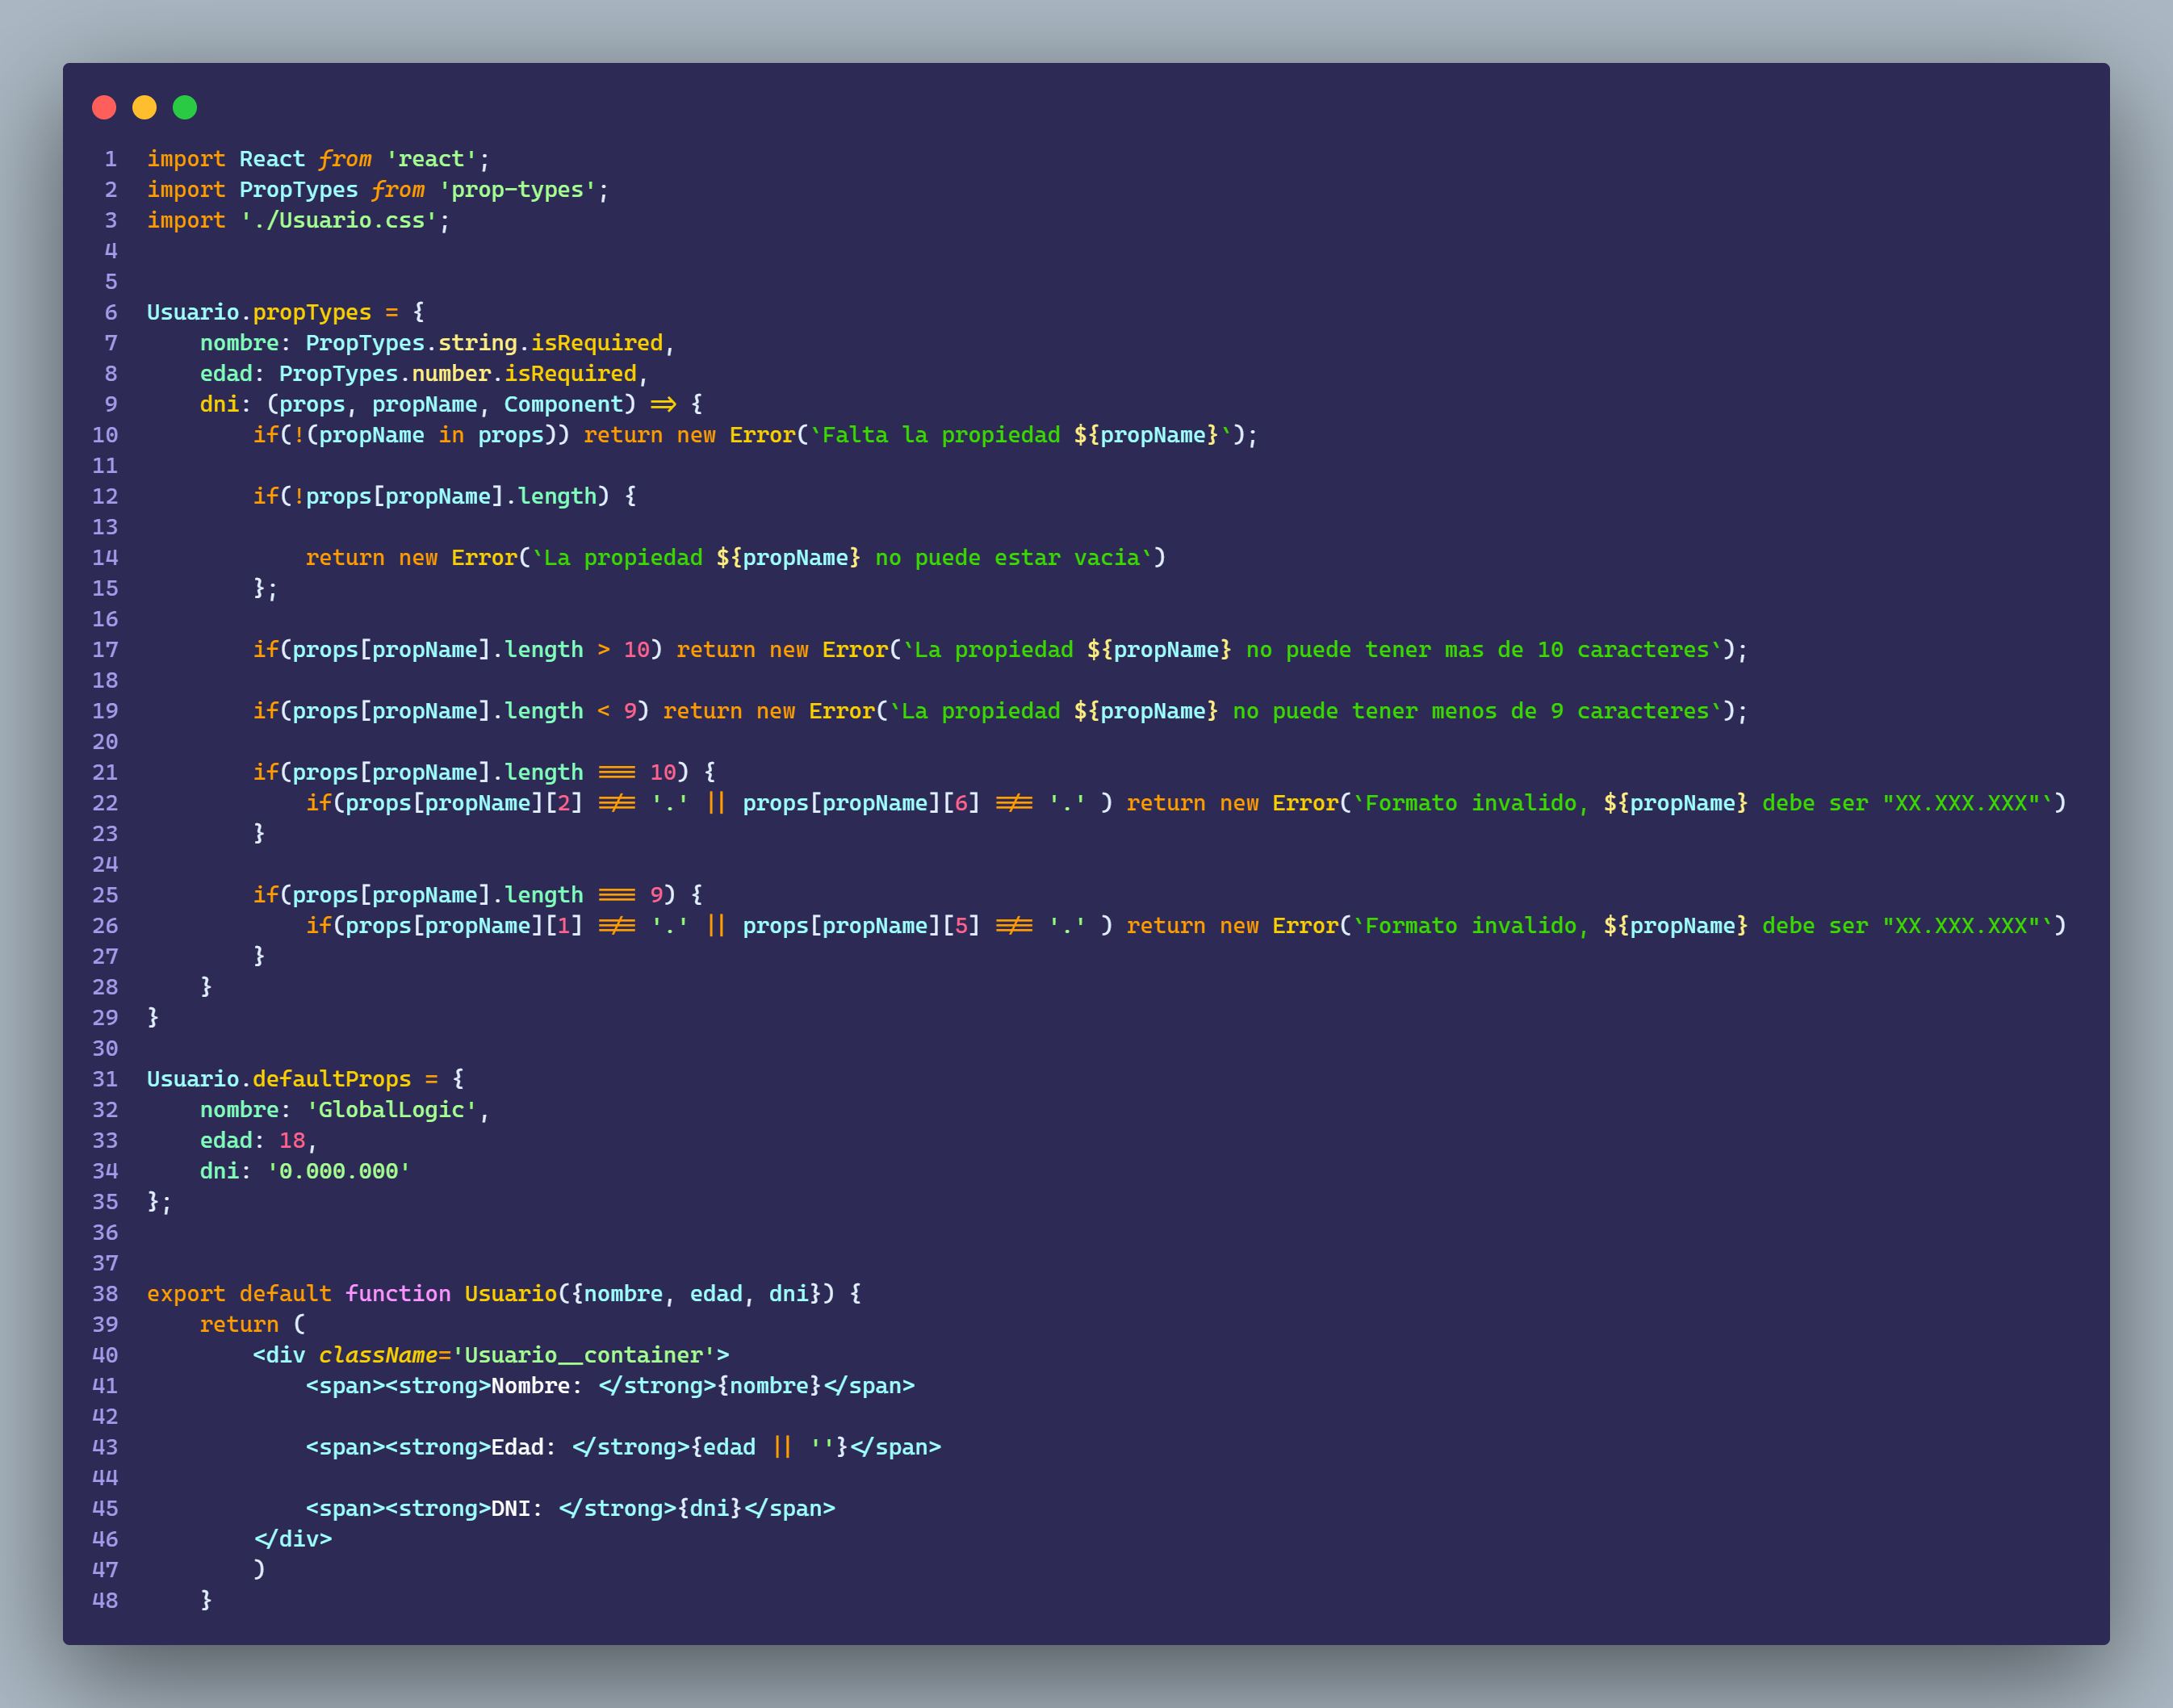 1 import React from 'react';
2 import PropTypes from 'prop-types';
3 import './Usuario.css';
4
5
6 Usuario.propTypes = {
7     nombre: PropTypes.string.isRequired,
8     edad: PropTypes.number.isRequired,
9     dni: (props, propName, Component) => {
10         if(!(propName in props)) return new Error(`Falta la propiedad ${propName}`);
11
12         if(!props[propName].length) {
13
14             return new Error(`La propiedad ${propName} no puede estar vacia`)
15         };
16
17         if(props[propName].length > 10) return new Error(`La propiedad ${propName} no puede tener mas de 10 caracteres`);
18
19         if(props[propName].length < 9) return new Error(`La propiedad ${propName} no puede tener menos de 9 caracteres`);
20
21         if(props[propName].length === 10) {
22             if(props[propName][2] !== '.' || props[propName][6] !== '.' ) return new Error(`Formato invalido, ${propName} debe ser "XX.XXX.XXX"`)
23         }
24
25         if(props[propName].length === 9) {
26             if(props[propName][1] !== '.' || props[propName][5] !== '.' ) return new Error(`Formato invalido, ${propName} debe ser "XX.XXX.XXX"`)
27         }
28     }
29 }
30
31 Usuario.defaultProps = {
32     nombre: 'GlobalLogic',
33     edad: 18,
34     dni: '0.000.000'
35 };
36
37
38 export default function Usuario({nombre, edad, dni}) {
39     return (
40         <div className='Usuario__container'>
41             <span><strong>Nombre: </strong>{nombre}</span>
42
43             <span><strong>Edad: </strong>{edad || ''}</span>
44
45             <span><strong>DNI: </strong>{dni}</span>
46         </div>
47         )
48     }